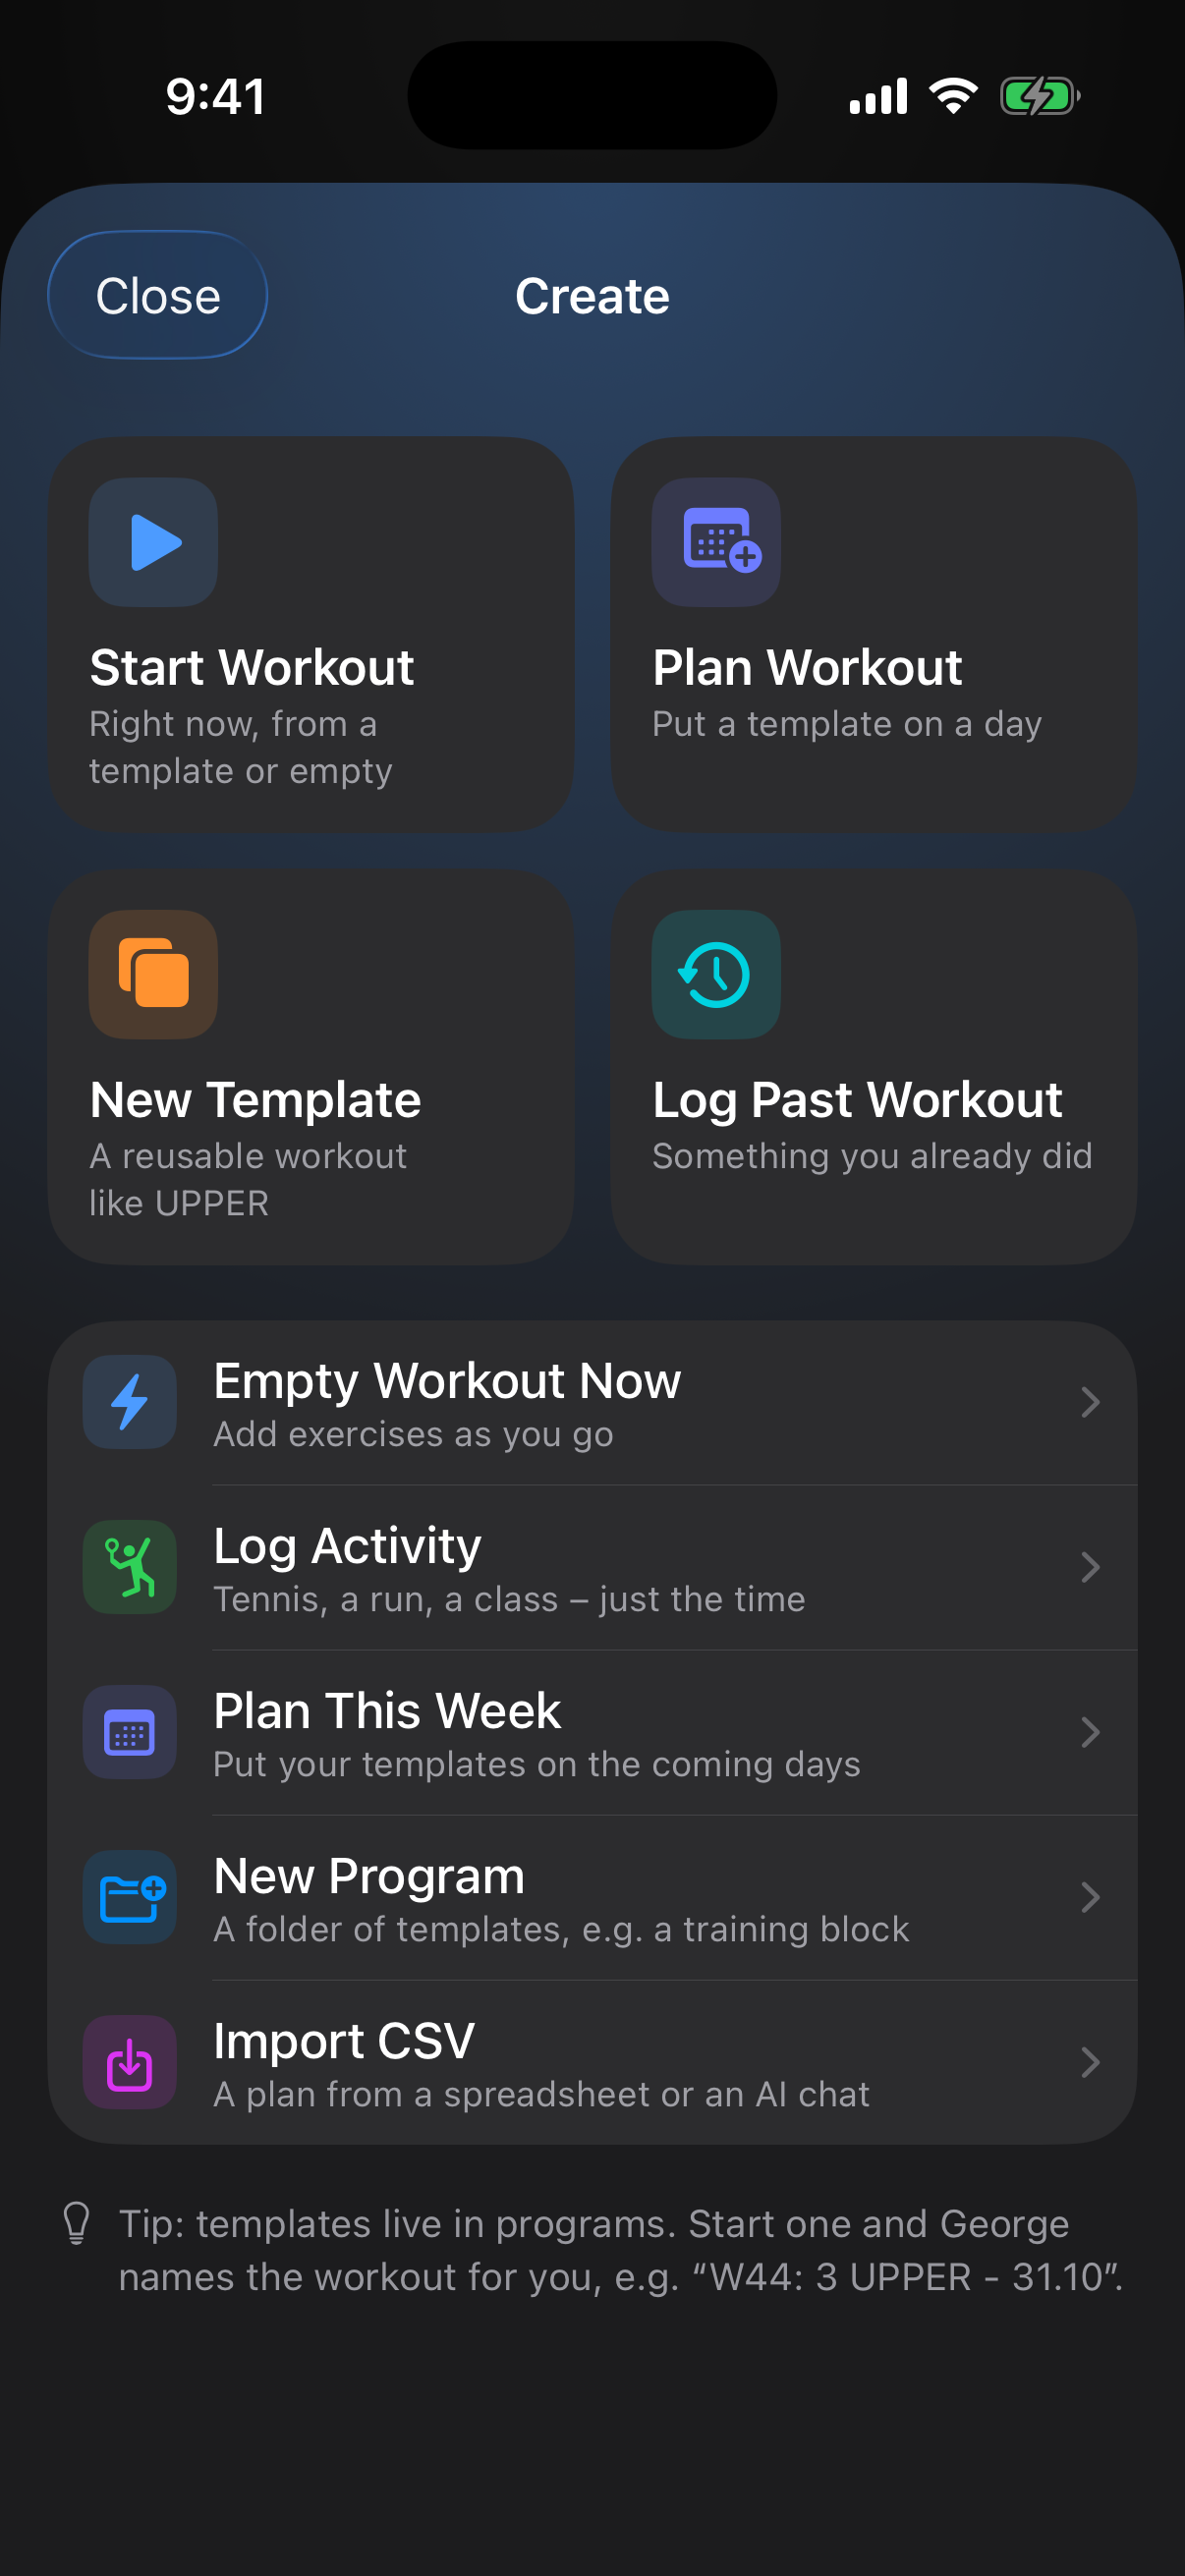 9:41
Close
Create
Start Workout
Right now, from a
template or empty
Plan Workout
Put a template on a day
New Template
A reusable workout
like UPPER
Log Past Workout
Something you already did
Empty Workout Now
Add exercises as you go
Log Activity
Tennis, a run, a class – just the time
Plan This Week
Put your templates on the coming days
New Program
A folder of templates, e.g. a training block
Import CSV
A plan from a spreadsheet or an AI chat
Tip: templates live in programs. Start one and George
names the workout for you, e.g. “W44: 3 UPPER - 31.10”.